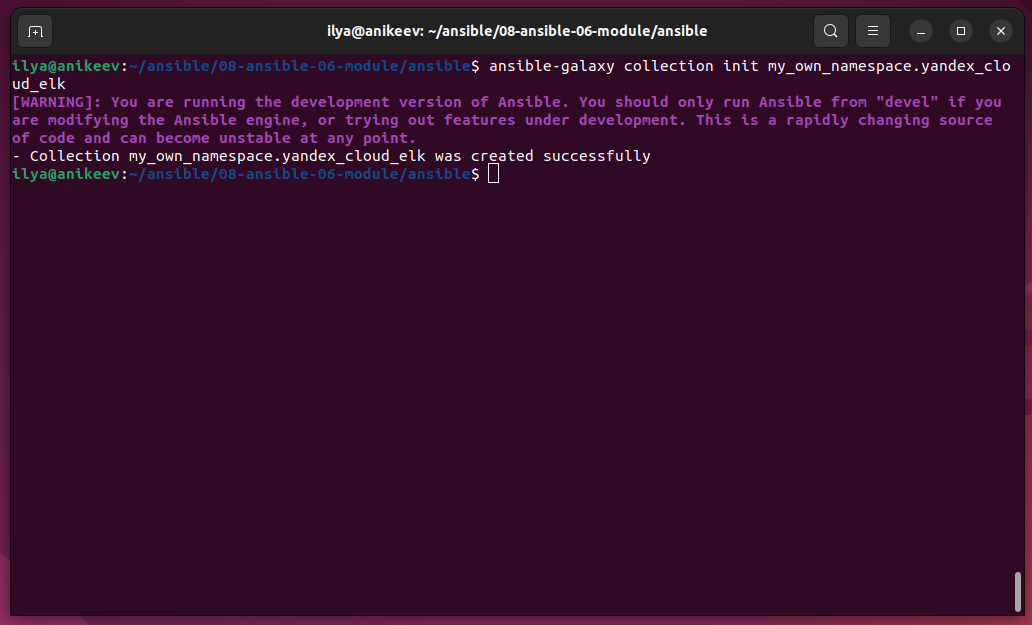 ilya@anikeev: ~/ansible/08-ansible-06-module/ansible
ilya@anikeev:~/ansible/08-ansible-06-module/ansible$ ansible-galaxy collection init my_own_namespace.yandex_clo
ud_elk
[WARNING]: You are running the development version of Ansible. You should only run Ansible from "devel" if you
are modifying the Ansible engine, or trying out features under development. This is a rapidly changing source
of code and can become unstable at any point.
- Collection my_own_namespace.yandex_cloud_elk was created successfully
ilya@anikeev:~/ansible/08-ansible-06-module/ansible$